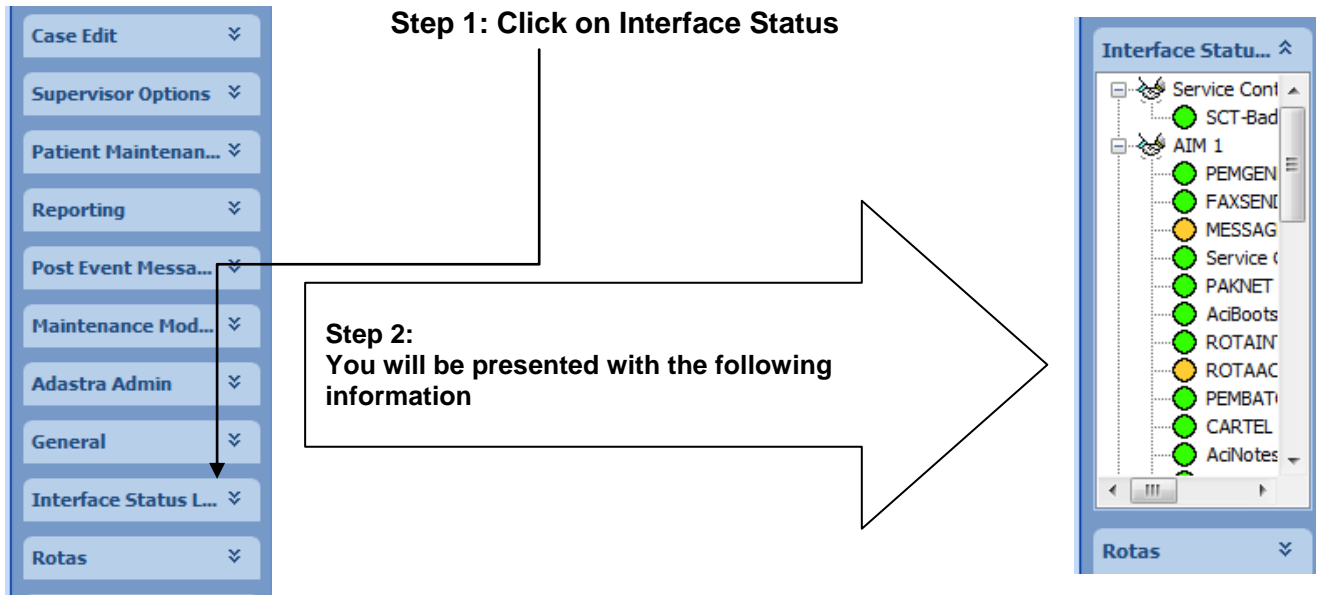 Step 1: Click on Interface Status
Case Edit
Supervisor Options
Patient Maintenan...
Reporting
Post Event Messa...
Maintenance Mod...
Adastra Admin
General
Interface Status L...
Rotas
Step 2:
You will be presented with the following
information
Interface Statu...
Service Cont
SCT-Bad
AIM 1
PEMGEN
FAXSEND
MESSAG
Service
PAKNET
AciBoots
ROTAINT
ROTAAC
PEMBAT
CARTEL
AciNotes
Rotas